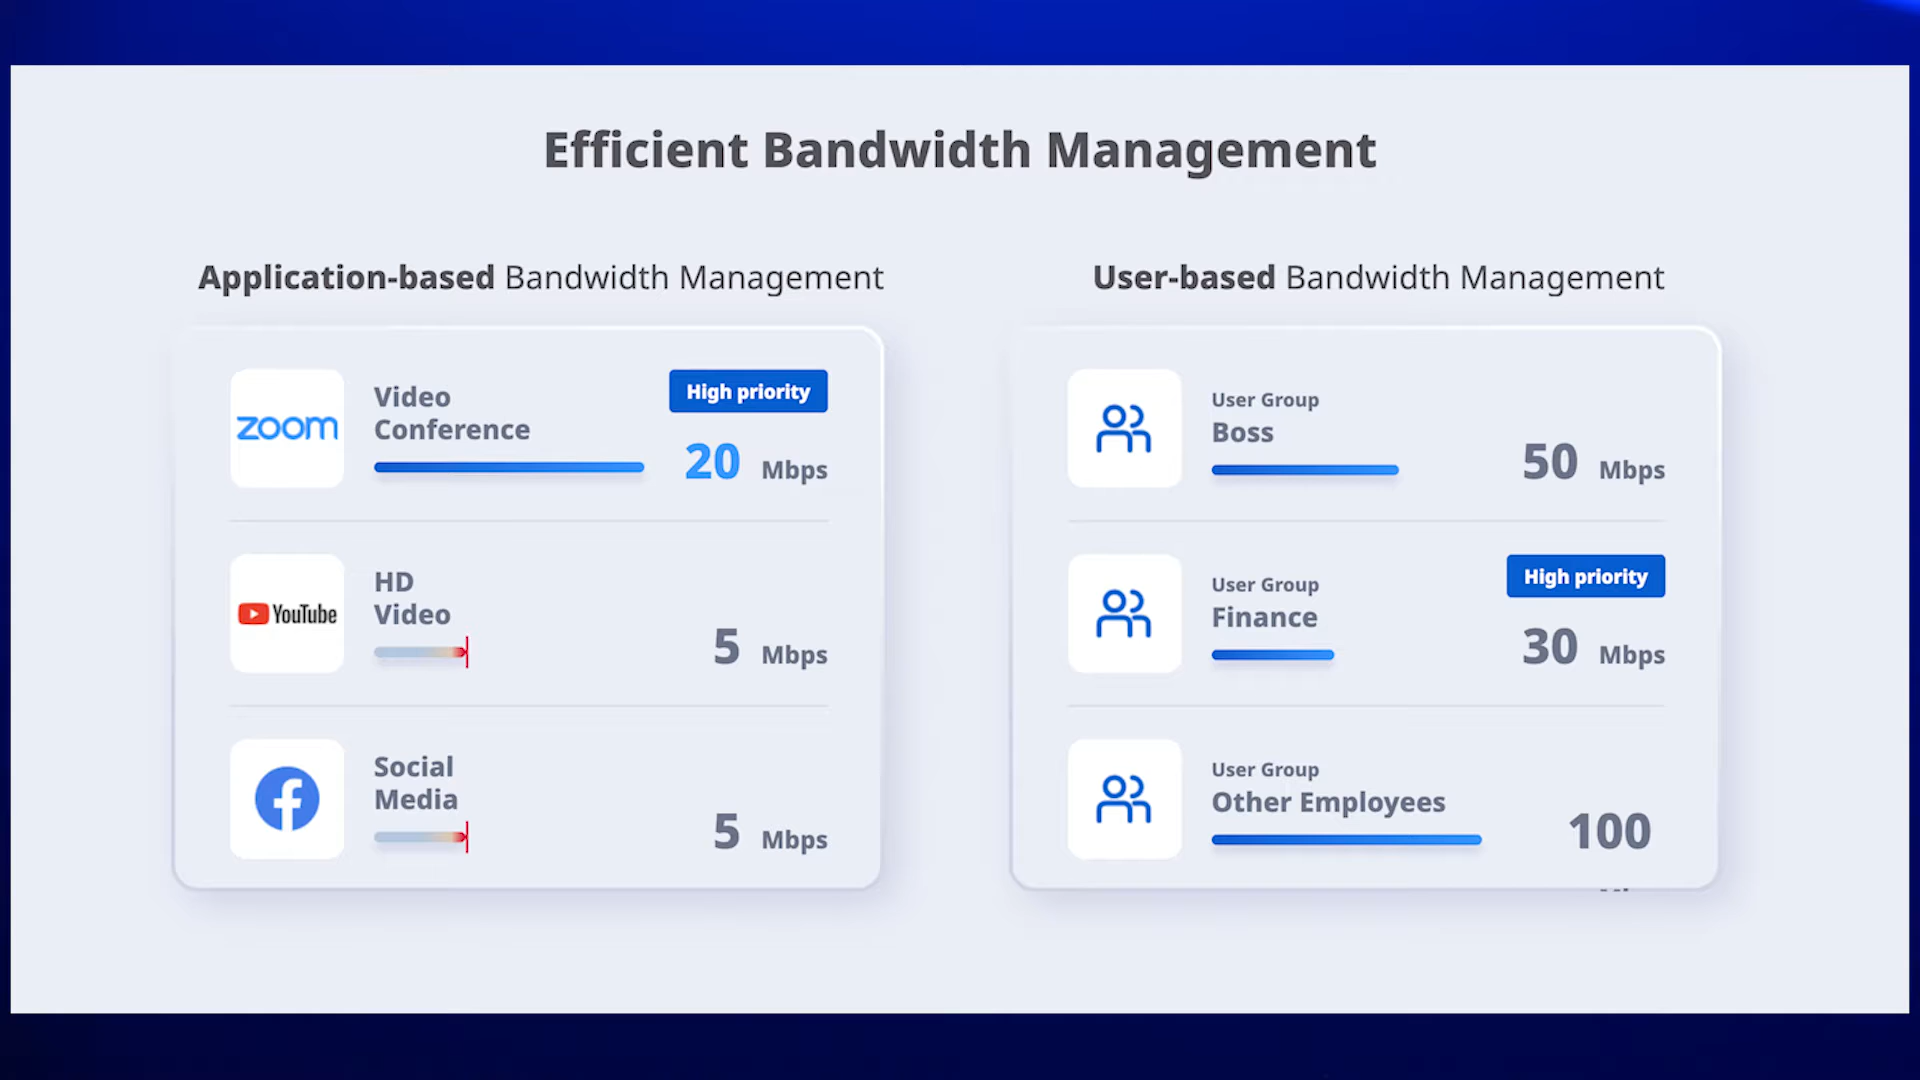 Efficient Bandwidth Management
Application-based Bandwidth Management
zoom
Video
Conference
High priority
20 Mbps
YouTube
HD
Video
5 Mbps
Social
Media
5 Mbps
User-based Bandwidth Management
User Group
Boss
50 Mbps
User Group
Finance
High priority
30 Mbps
User Group
Other Employees
100